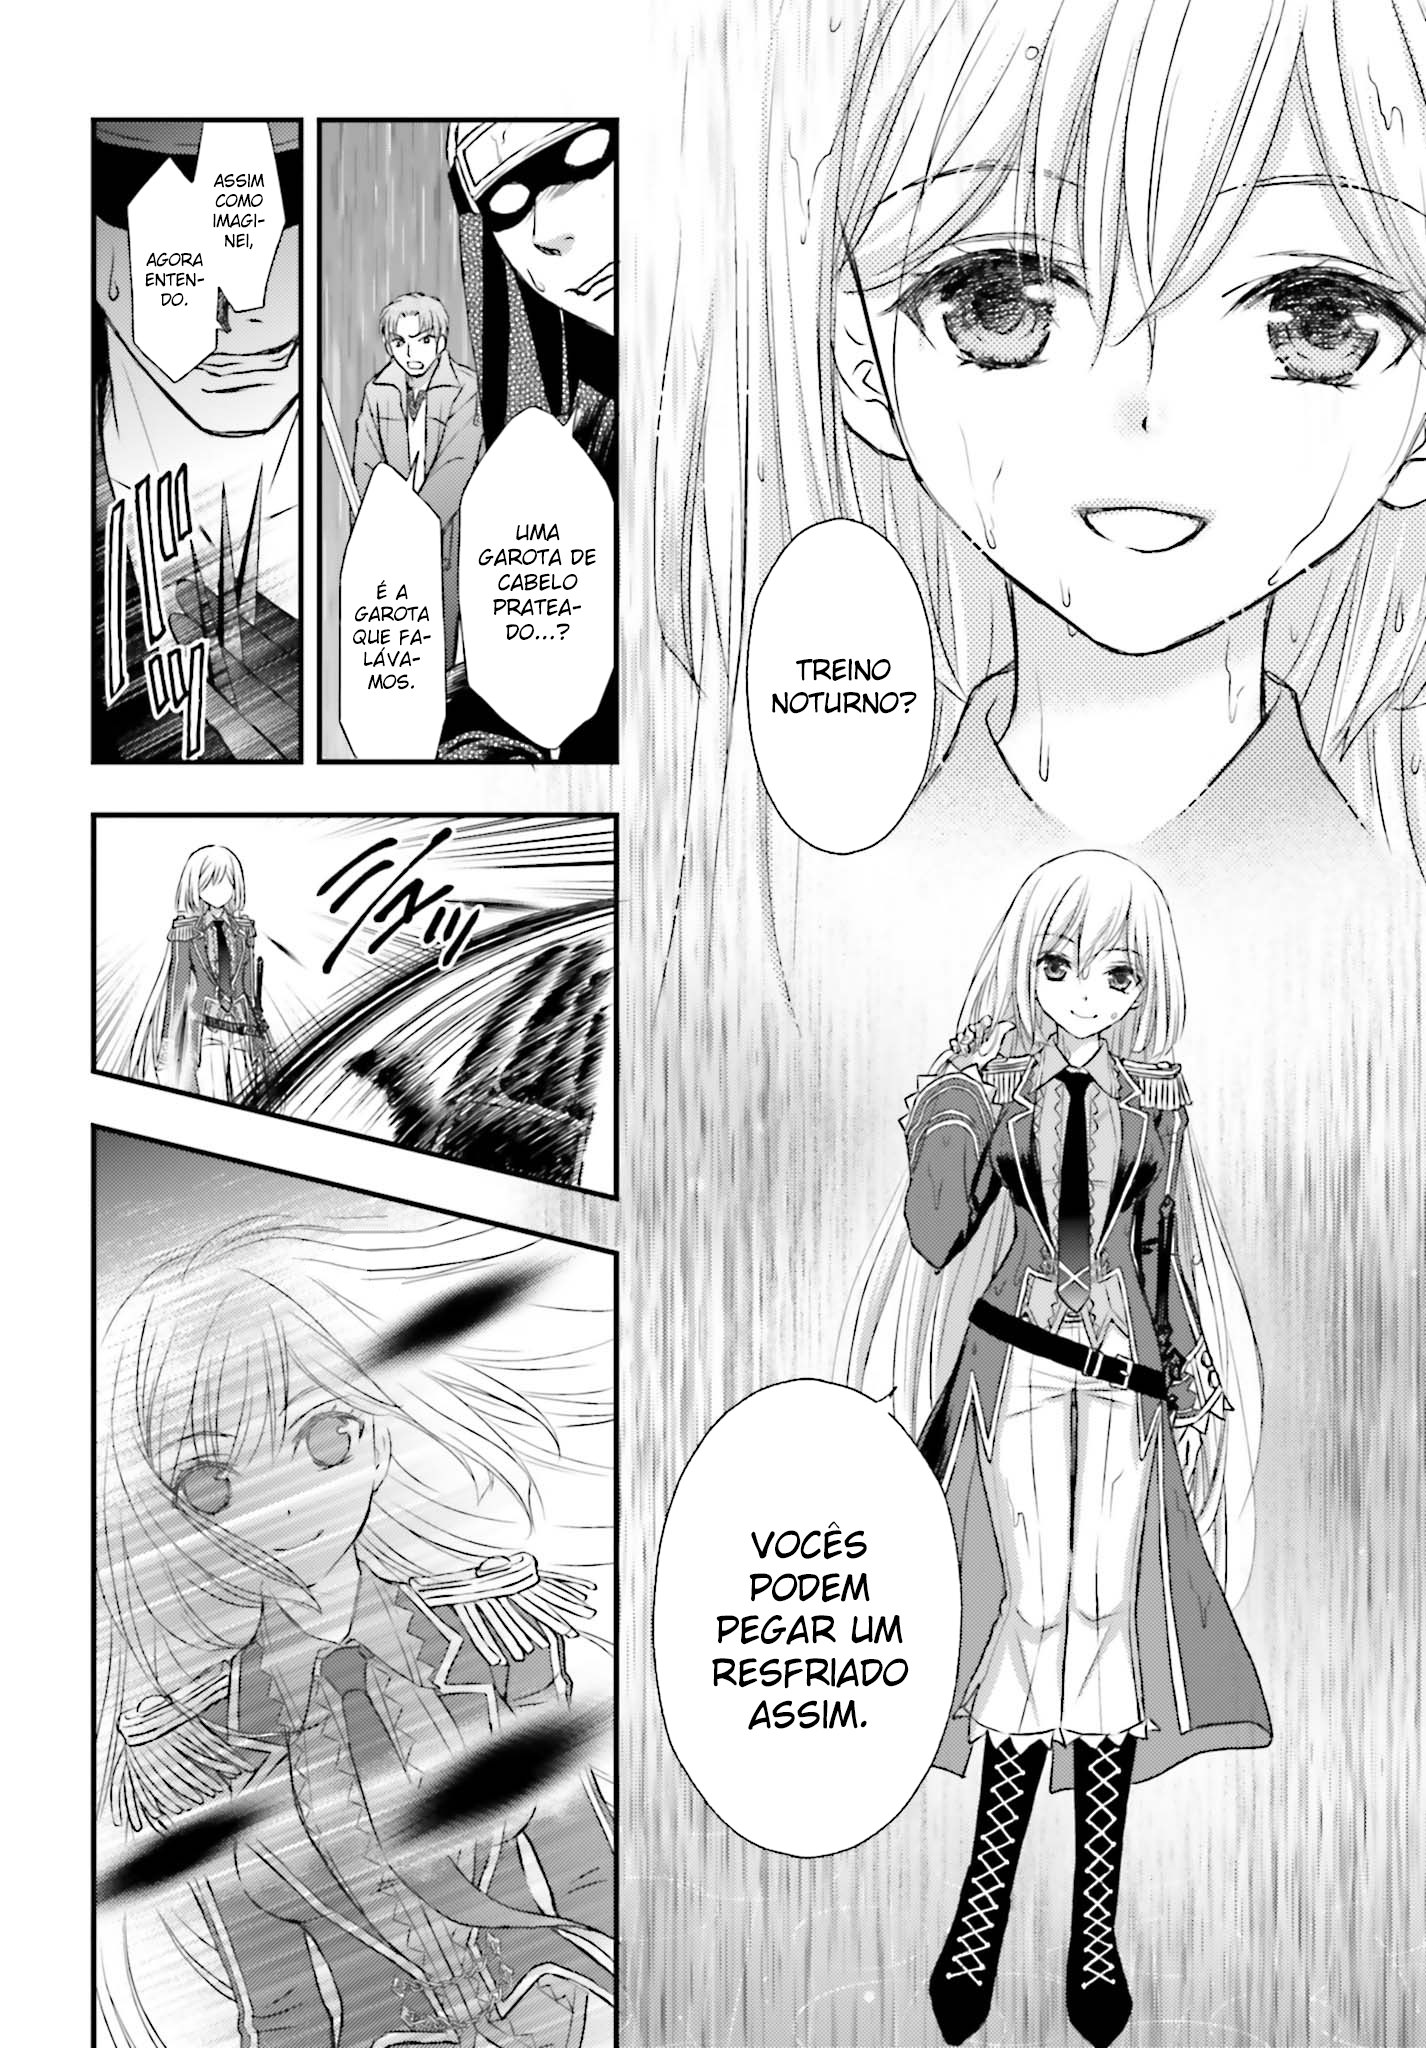 TREINO
NOTURNO?
VOCÊS
PODEM
PEGAR UM
RESFRIADO
ASSIM.
UMA
GAROTA DE
CABELO
PRATEA-
DO...?
É A
GAROTA
QUE FA-
LÁVA-
MOS.
ASSIM
COMO
IMAGI-
NEI,
AGORA
ENTEN-
DO.